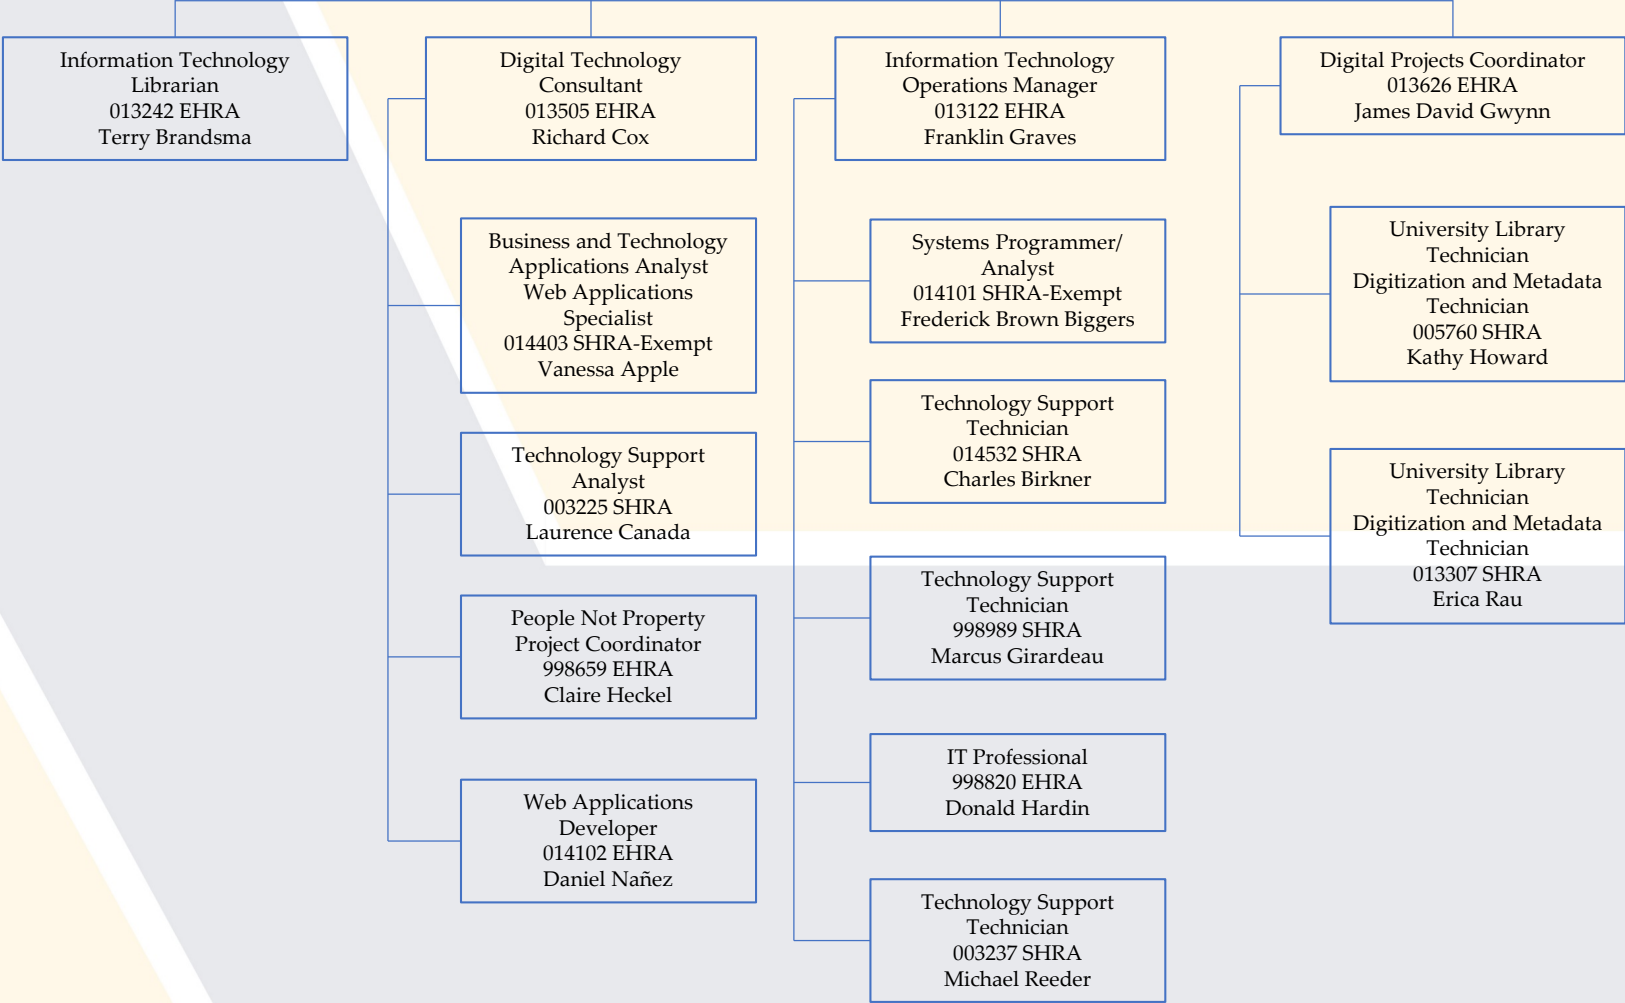 Information Technology
Librarian
013242 EHRA
Terry Brandsma
Digital Technology
Consultant
013505 EHRA
Richard Cox
Business and Technology
Applications Analyst
Web Applications
Specialist
014403 SHRA-Exempt
Vanessa Apple
Technology Support
Analyst
003225 SHRA
Laurence Canada
People Not Property
Project Coordinator
998659 EHRA
Claire Heckel
Web Applications
Developer
014102 EHRA
Daniel Nañez
Information Technology
Operations Manager
013122 EHRA
Franklin Graves
Systems Programmer/
Analyst
014101 SHRA-Exempt
Frederick Brown Biggers
Technology Support
Technician
014532 SHRA
Charles Birkner
Technology Support
Technician
998989 SHRA
Marcus Girardeau
IT Professional
998820 EHRA
Donald Hardin
Technology Support
Technician
003237 SHRA
Michael Reeder
Digital Projects Coordinator
013626 EHRA
James David Gwynn
University Library
Technician
Digitization and Metadata
Technician
005760 SHRA
Kathy Howard
University Library
Technician
Digitization and Metadata
Technician
013307 SHRA
Erica Rau